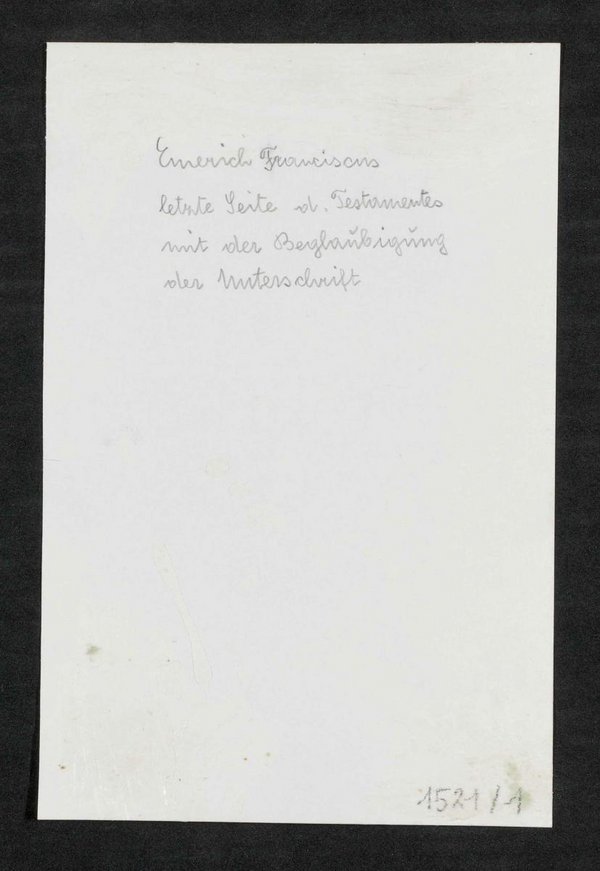 Emerich Franciscus
letzte Seite d. Testamentes
mit der Beglaubigung
der Unterschrift
1521/1